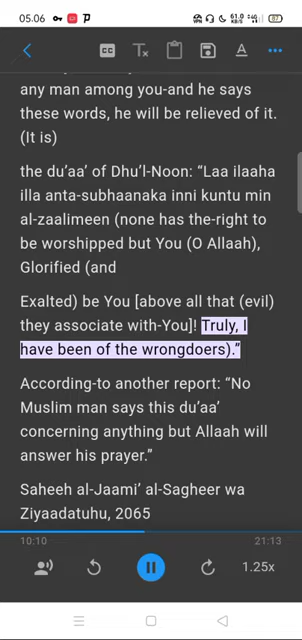 05.06
61.0
KB/s
87
T
A
any man among you-and he says
these words, he will be relieved of it.
(It is)
the du’aa’ of Dhu’l-Noon: “Laa ilaaha
illa anta-subhaanaka inni kuntu min
al-zaalimeen (none has the-right to
be worshipped but You (O Allaah),
Glorified (and
Exalted) be You [above all that (evil)
they associate with-You]! Truly, I
have been of the wrongdoers).”
According-to another report: “No
Muslim man says this du’aa’
concerning anything but Allaah will
answer his prayer.”
Saheeh al-Jaami’ al-Sagheer wa
Ziyaadatuhu, 2065
10:10
21:13
1.25x